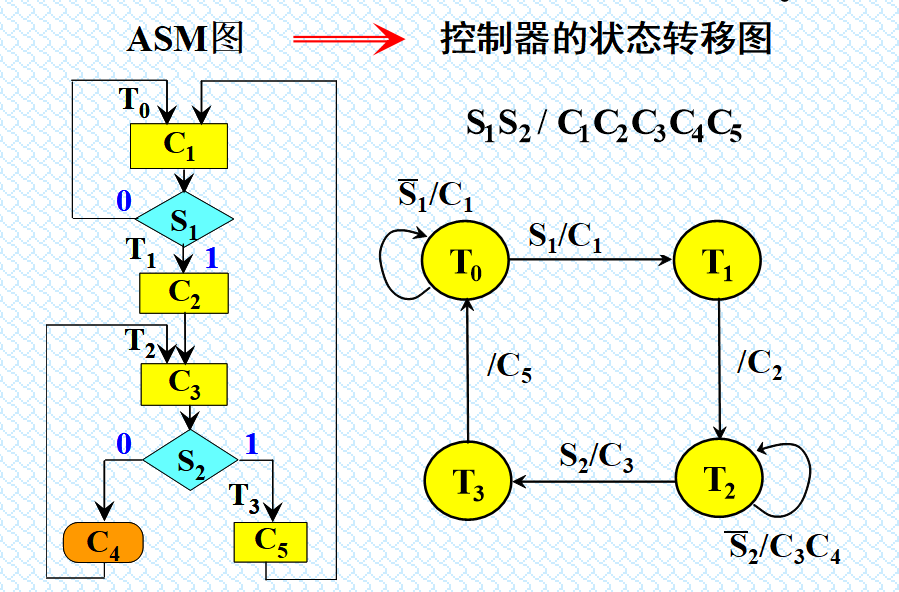 ASM图
控制器的状态转移图
T₀
C₁
0
S₁
T₁
1
C₂
T₂
C₃
0
S₂
1
T₃
C₄
C₅
S₁S₂ / C₁C₂C₃C₄C₅
S̅₁/C₁
T₀
S₁/C₁
T₁
/C₅
/C₂
T₃
S₂/C₃
T₂
S̅₂/C₃C₄